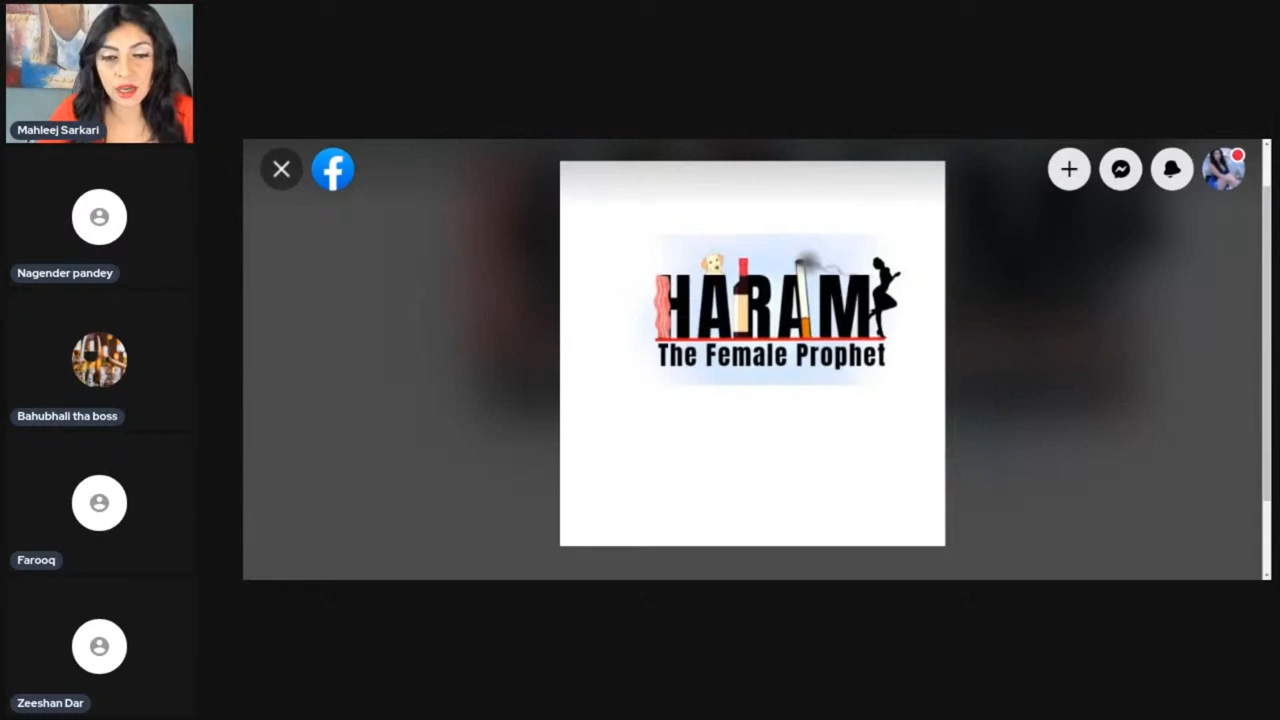 Mahleej Sarkari
Nagender pandey
Bahubhali tha boss
Farooq
Zeeshan Dar
HARAM
The Female Prophet